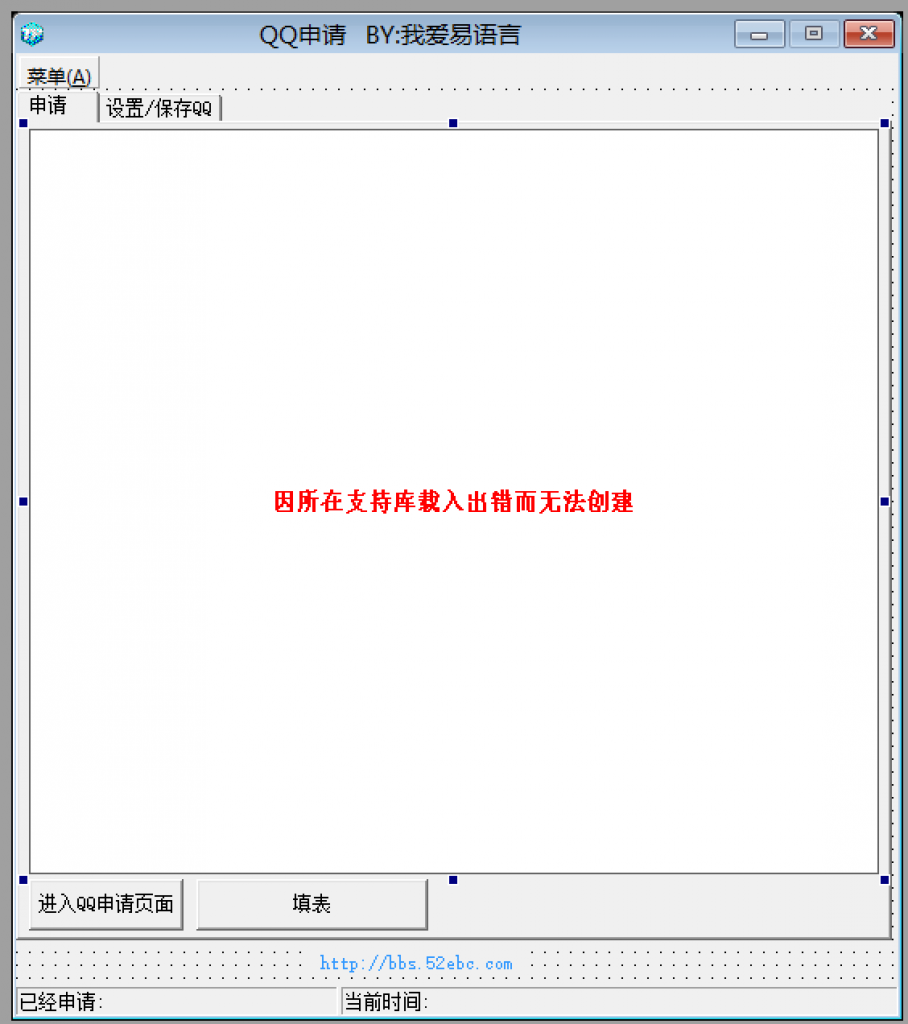 QQ申请 BY:我爱易语言
菜单(A)
申请 设置/保存QQ
因所在支持库载入出错而无法创建
进入QQ申请页面 填表
http://bbs.52ebc.com
已经申请: 当前时间: